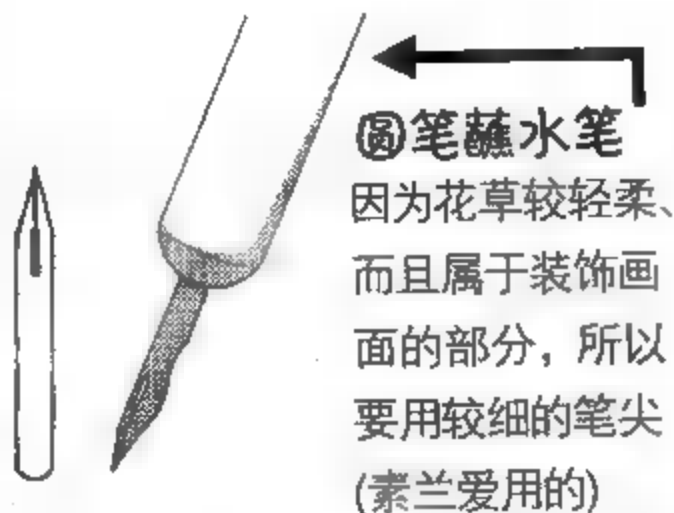 圆笔蘸水笔
因为花草较轻柔、
而且属于装饰画
面的部分，所以
要用较细的笔尖
(素兰爱用的)